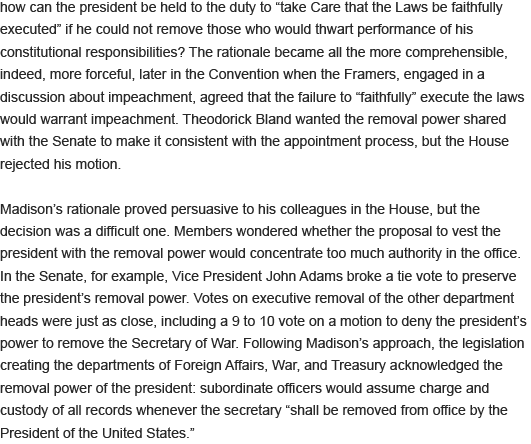 how can the president be held to the duty to “take Care that the Laws be faithfully
executed” if he could not remove those who would thwart performance of his
constitutional responsibilities? The rationale became all the more comprehensible,
indeed, more forceful, later in the Convention when the Framers, engaged in a
discussion about impeachment, agreed that the failure to “faithfully” execute the laws
would warrant impeachment. Theodorick Bland wanted the removal power shared
with the Senate to make it consistent with the appointment process, but the House
rejected his motion.

Madison’s rationale proved persuasive to his colleagues in the House, but the
decision was a difficult one. Members wondered whether the proposal to vest the
president with the removal power would concentrate too much authority in the office.
In the Senate, for example, Vice President John Adams broke a tie vote to preserve
the president’s removal power. Votes on executive removal of the other department
heads were just as close, including a 9 to 10 vote on a motion to deny the president’s
power to remove the Secretary of War. Following Madison’s approach, the legislation
creating the departments of Foreign Affairs, War, and Treasury acknowledged the
removal power of the president: subordinate officers would assume charge and
custody of all records whenever the secretary “shall be removed from office by the
President of the United States.”